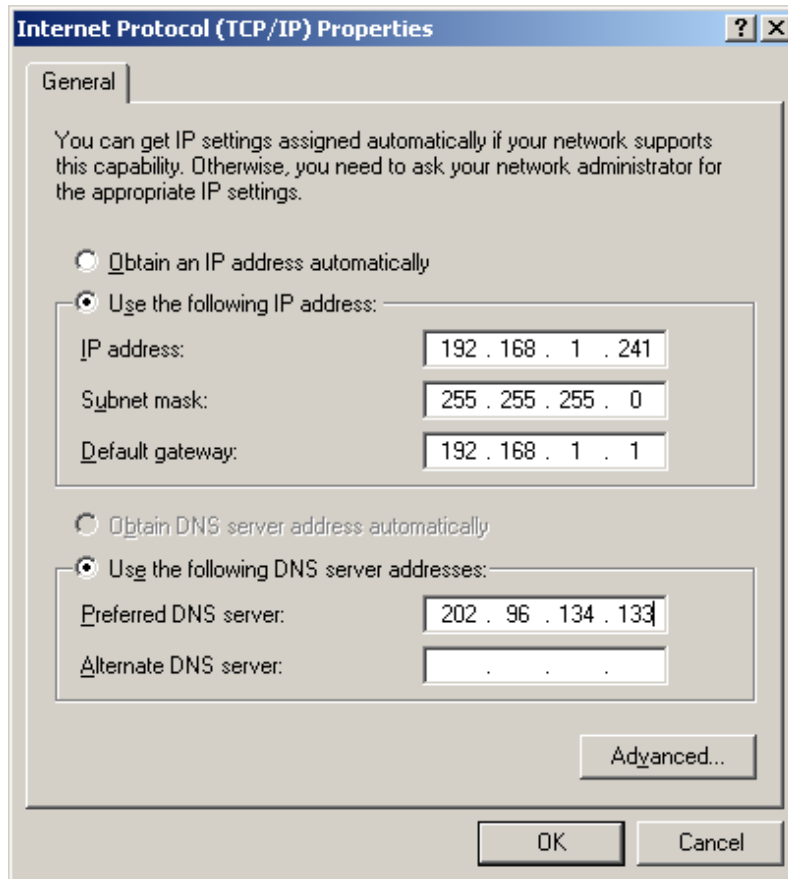 Internet Protocol (TCP/IP) Properties
General
You can get IP settings assigned automatically if your network supports
this capability. Otherwise, you need to ask your network administrator for
the appropriate IP settings.
Obtain an IP address automatically
Use the following IP address:
IP address: 192 . 168 . 1 . 241
Subnet mask: 255 . 255 . 255 . 0
Default gateway: 192 . 168 . 1 . 1
Obtain DNS server address automatically
Use the following DNS server addresses:
Preferred DNS server: 202 . 96 . 134 . 133
Alternate DNS server: . . .
Advanced...
OK Cancel